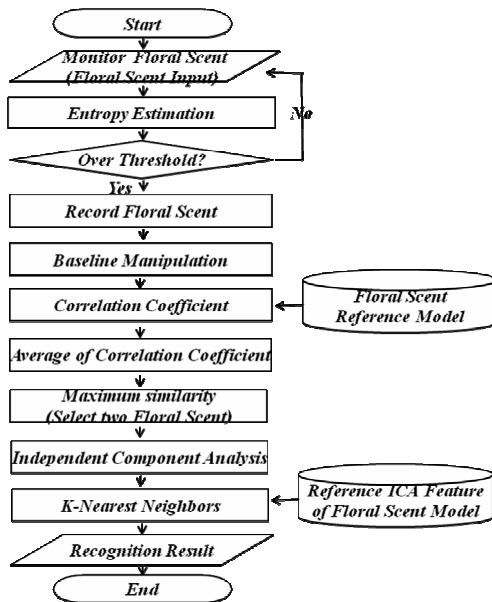 Start
Monitor Floral Scent
(Floral Scent Input)
Entropy Estimation
No
Over Threshold?
Yes
Record Floral Scent
Baseline Manipulation
Correlation Coefficient
Floral Scent
Reference Model
Average of Correlation Coefficient
Maximum similarity
(Select two Floral Scent)
Independent Component Analysis
K-Nearest Neighbors
Reference ICA Feature
of Floral Scent Model
Recognition Result
End